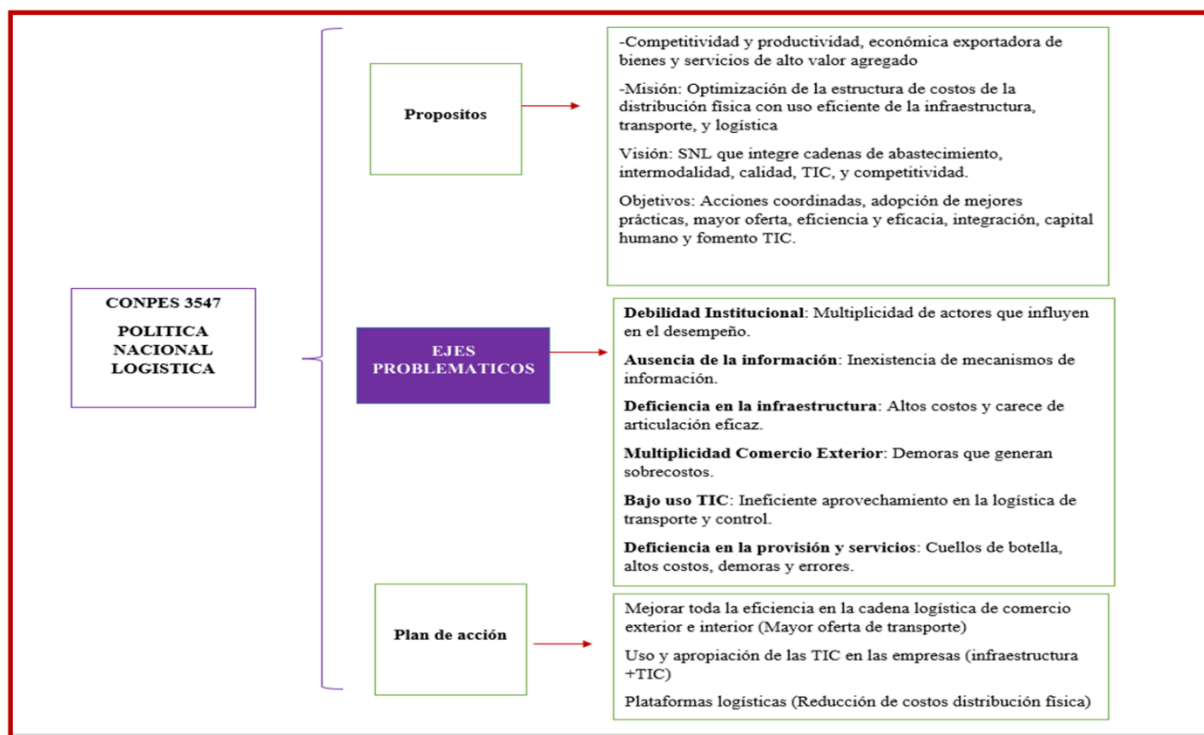 CONPES 3547
POLITICA
NACIONAL
LOGISTICA
Propositos
-Competitividad y productividad, económica exportadora de
bienes y servicios de alto valor agregado
-Misión: Optimización de la estructura de costos de la
distribución física con uso eficiente de la infraestructura,
transporte, y logística
Visión: SNL que integre cadenas de abastecimiento,
intermodalidad, calidad, TIC, y competitividad.
Objetivos: Acciones coordinadas, adopción de mejores
prácticas, mayor oferta, eficiencia y eficacia, integración, capital
humano y fomento TIC.
EJES
PROBLEMATICOS
Debilidad Institucional: Multiplicidad de actores que influyen
en el desempeño.
Ausencia de la información: Inexistencia de mecanismos de
información.
Deficiencia en la infraestructura: Altos costos y carece de
articulación eficaz.
Multiplicidad Comercio Exterior: Demoras que generan
sobrecostos.
Bajo uso TIC: Ineficiente aprovechamiento en la logística de
transporte y control.
Deficiencia en la provisión y servicios: Cuellos de botella,
altos costos, demoras y errores.
Plan de acción
Mejorar toda la eficiencia en la cadena logística de comercio
exterior e interior (Mayor oferta de transporte)
Uso y apropiación de las TIC en las empresas (infraestructura
+TIC)
Plataformas logísticas (Reducción de costos distribución física)